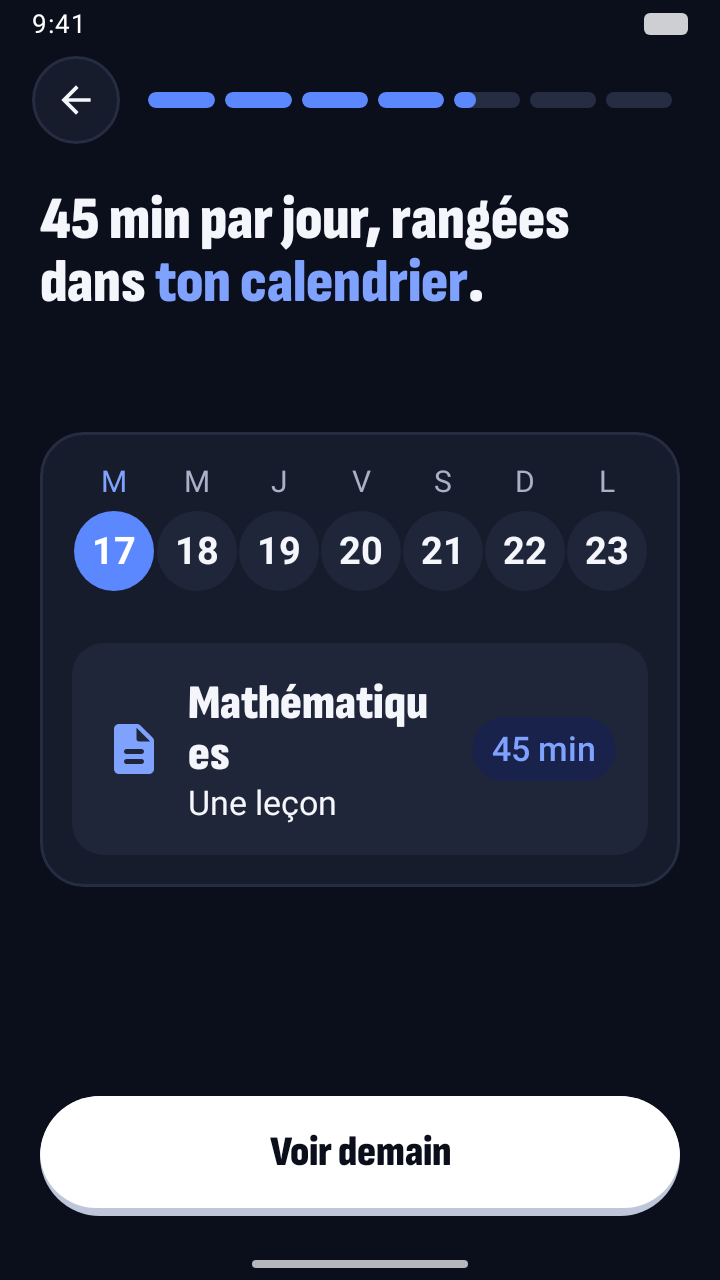 9:41
45 min par jour, rangées
dans ton calendrier.
M M J V S D L
17 18 19 20 21 22 23
Mathématiqu
es
Une leçon
45 min
Voir demain